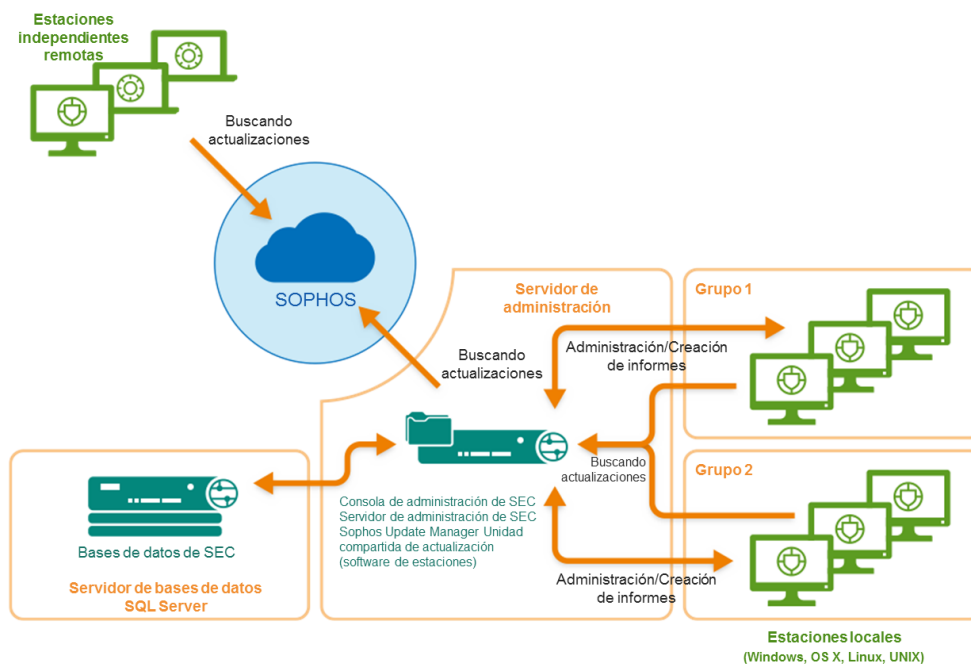 Estaciones
independientes
remotas
Buscando
actualizaciones
SOPHOS
Servidor de
administración
Grupo 1
Buscando
actualizaciones
Administración/Creación
de informes
Buscando
actualizaciones
Grupo 2
Bases de datos de SEC
Servidor de bases de datos
SQL Server
Consola de administración de SEC
Servidor de administración de SEC
Sophos Update Manager Unidad
compartida de actualización
(software de estaciones)
Administración/Creación
de informes
Estaciones locales
(Windows, OS X, Linux, UNIX)